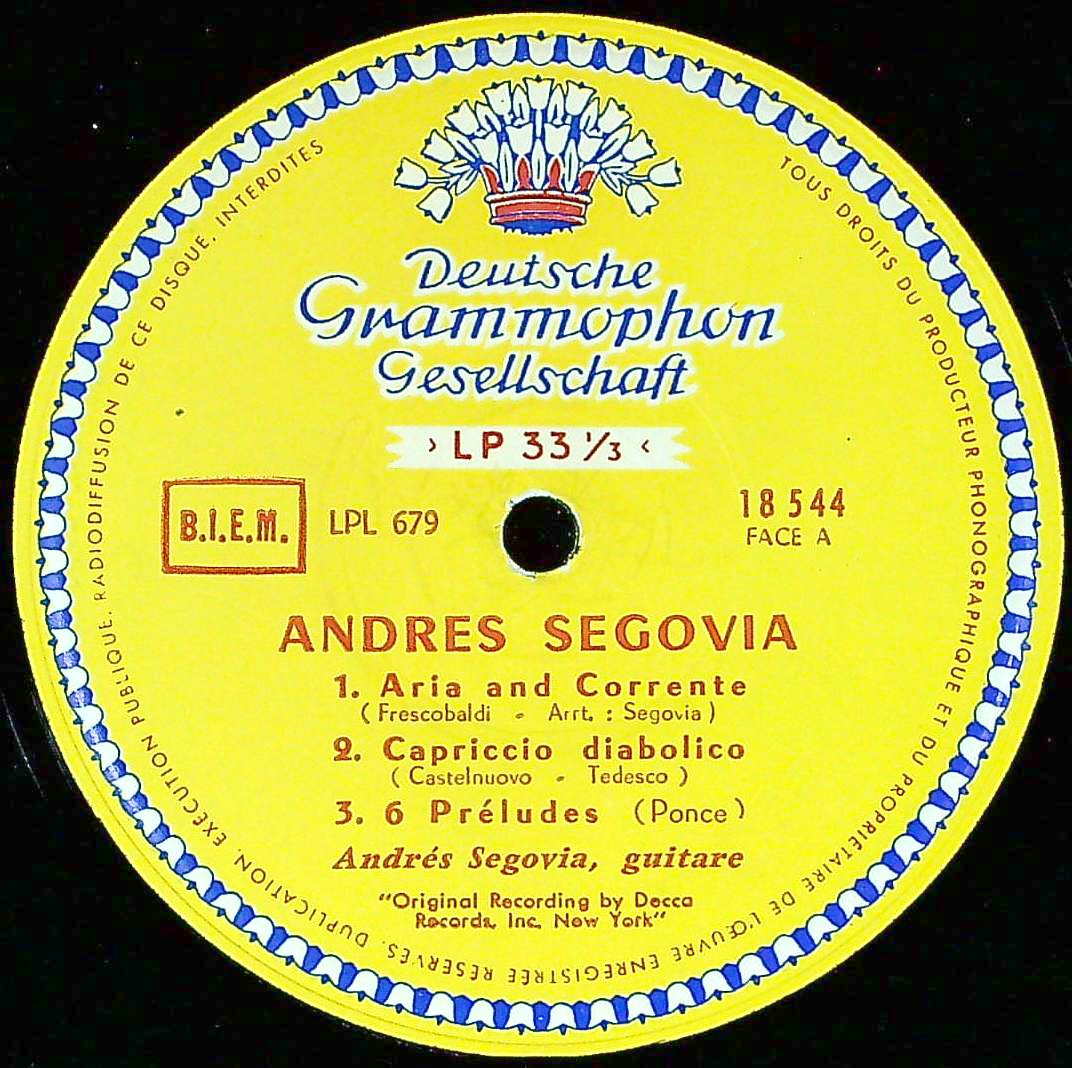 Deutsche
Grammophon
Gesellschaft
› LP 33 ⅓ ‹
B.I.E.M.
LPL 679
18 544
FACE A
ANDRES SEGOVIA
1. Aria and Corrente
( Frescobaldi - Arrt. : Segovia )
2. Capriccio diabolico
( Castelnuovo - Tedesco )
3. 6 Préludes (Ponce)
Andrés Segovia, guitare
"Original Recording by Decca
Records, Inc. New York"
TOUS DROITS DU PRODUCTEUR PHONOGRAPHIQUE ET DU PROPRIÉTAIRE DE L'ŒUVRE ENREGISTRÉE RÉSERVÉS. DUPLICATION, EXÉCUTION PUBLIQUE, RADIODIFFUSION DE CE DISQUE, INTERDITES